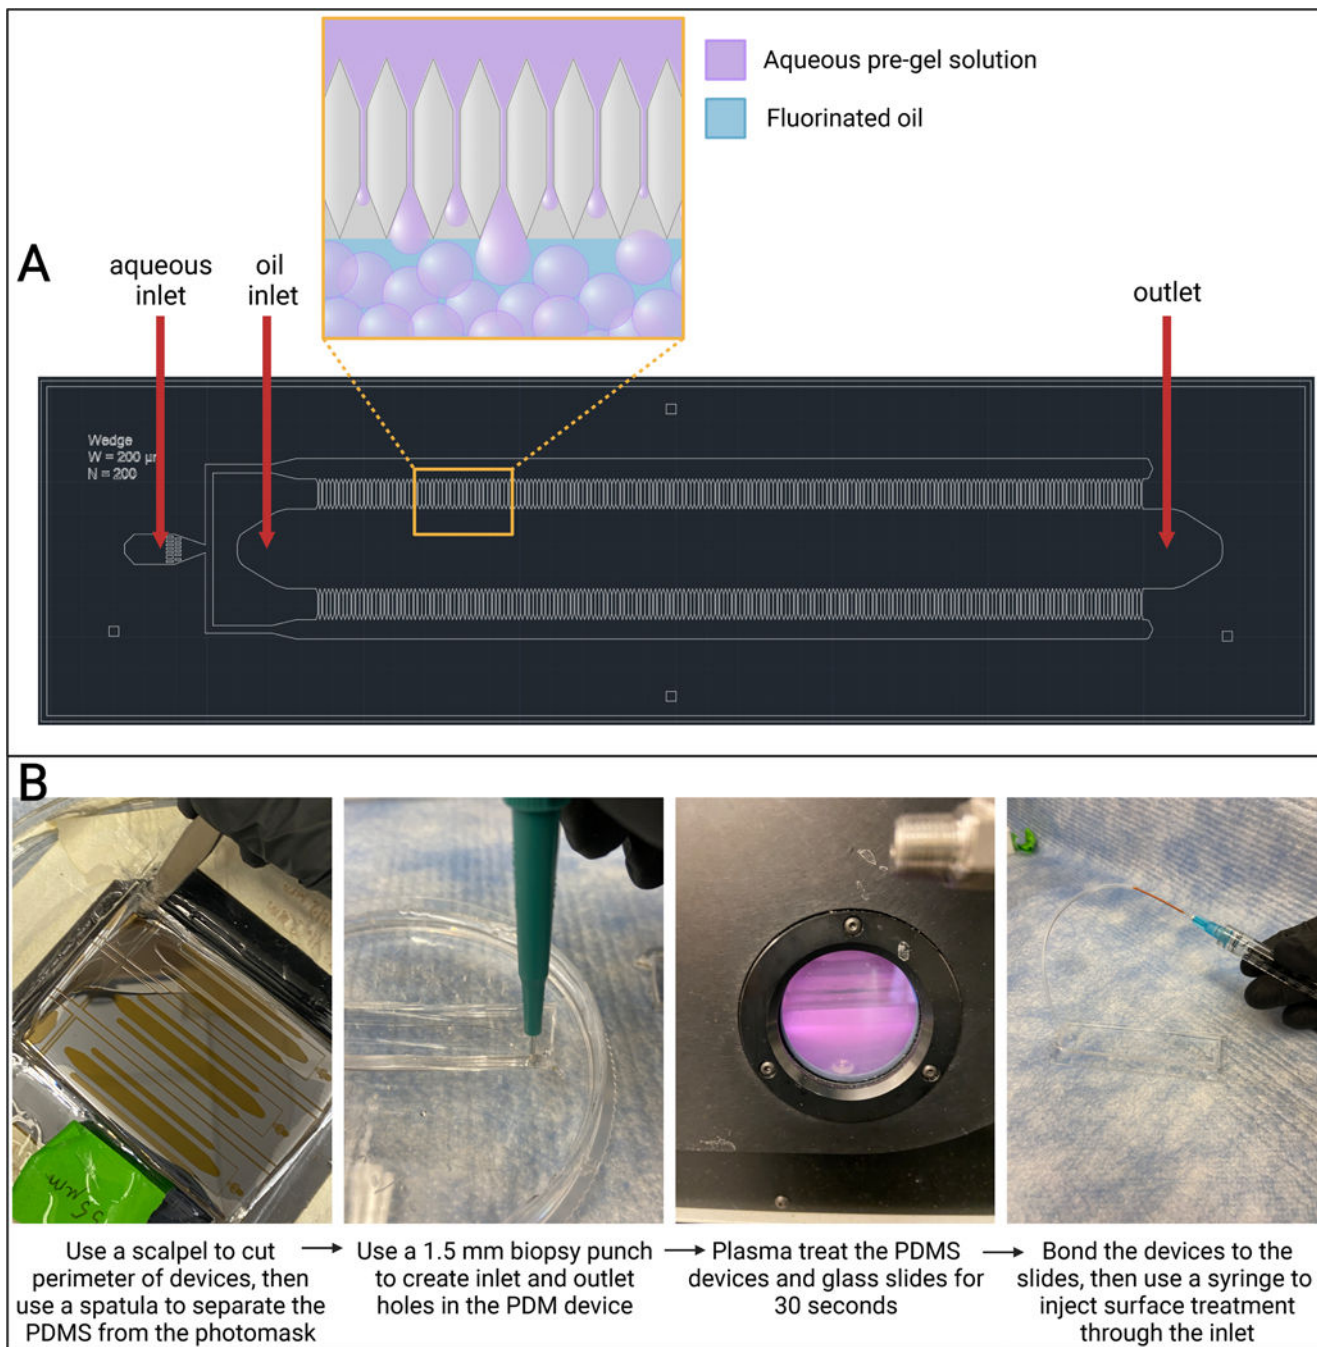 Aqueous pre-gel solution
Fluorinated oil
A
aqueous
inlet
oil
inlet
outlet
Wedge
W = 200 μm
N = 200
B
5 μm
Use a scalpel to cut
perimeter of devices, then
use a spatula to separate the
PDMS from the photomask
Use a 1.5 mm biopsy punch
to create inlet and outlet
holes in the PDM device
Plasma treat the PDMS
devices and glass slides for
30 seconds
Bond the devices to the
slides, then use a syringe to
inject surface treatment
through the inlet